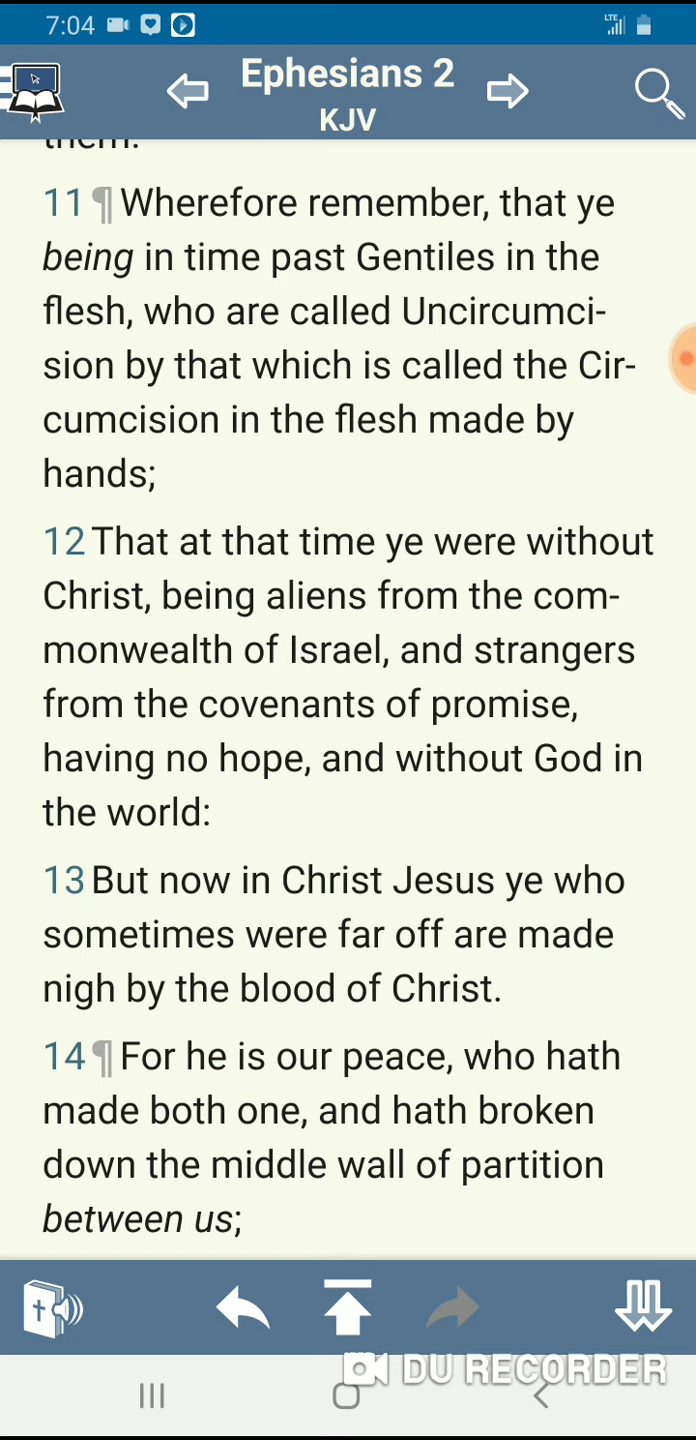 7:04 LTE
Ephesians 2
KJV
them.
11 ¶ Wherefore remember, that ye
being in time past Gentiles in the
flesh, who are called Uncircumci-
sion by that which is called the Cir-
cumcision in the flesh made by
hands;
12 That at that time ye were without
Christ, being aliens from the com-
monwealth of Israel, and strangers
from the covenants of promise,
having no hope, and without God in
the world:
13 But now in Christ Jesus ye who
sometimes were far off are made
nigh by the blood of Christ.
14 ¶ For he is our peace, who hath
made both one, and hath broken
down the middle wall of partition
between us;
DU RECORDER